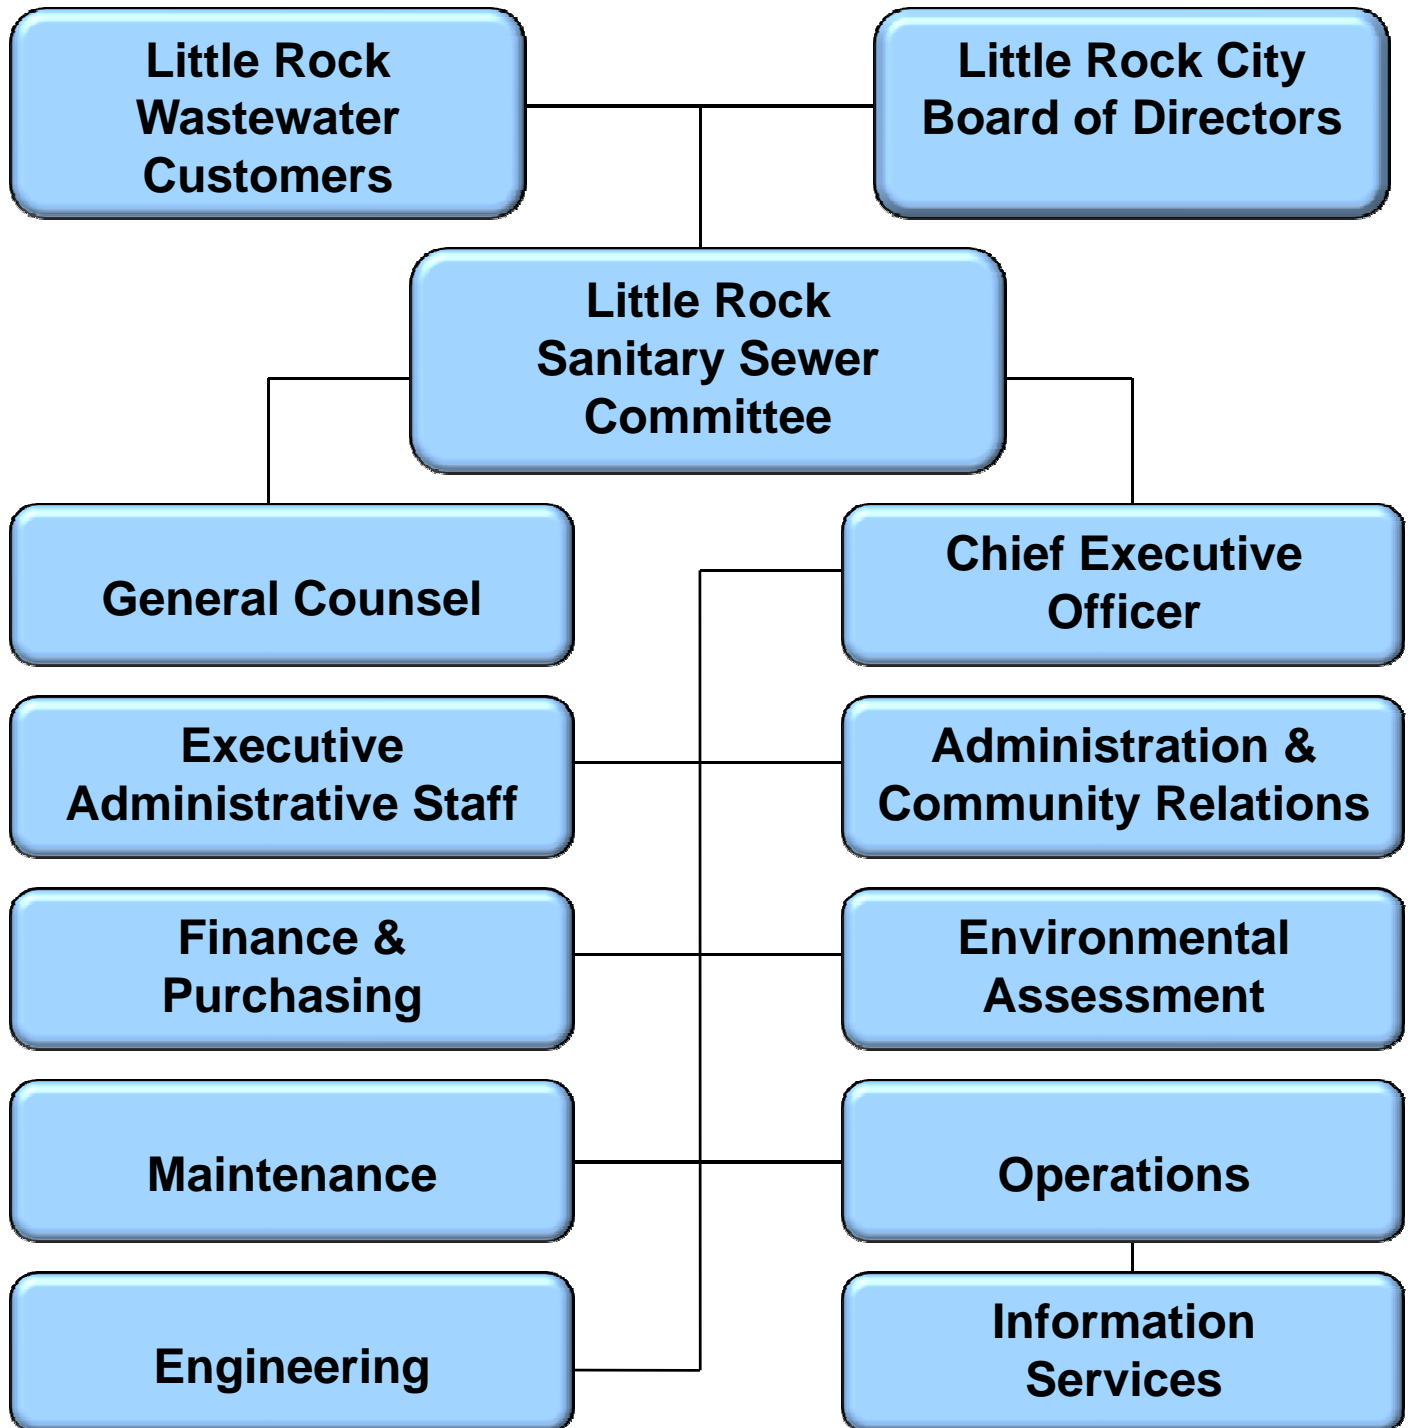 Little Rock
Wastewater
Customers
Little Rock City
Board of Directors
Little Rock
Sanitary Sewer
Committee
General Counsel
Chief Executive
Officer
Executive
Administrative Staff
Administration &
Community Relations
Finance &
Purchasing
Environmental
Assessment
Maintenance
Operations
Engineering
Information
Services